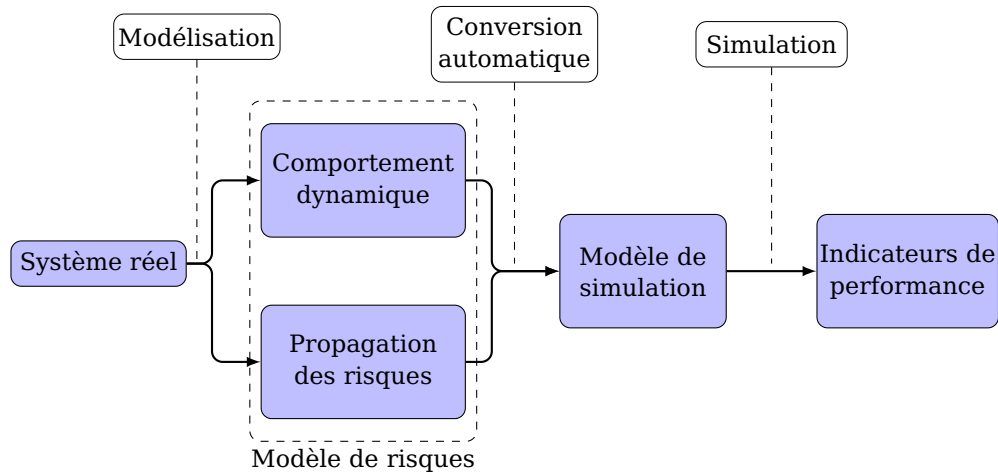 Modélisation
Conversion
automatique
Simulation
Comportement
dynamique
Système réel
Modèle de
simulation
Indicateurs de
performance
Propagation
des risques
Modèle de risques